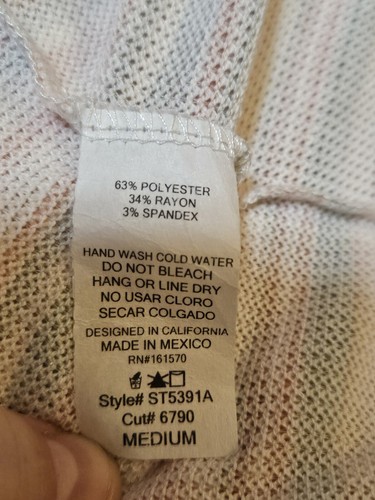 63% POLYESTER
34% RAYON
3% SPANDEX
HAND WASH COLD WATER
DO NOT BLEACH
HANG OR LINE DRY
NO USAR CLORO
SECAR COLGADO
DESIGNED IN CALIFORNIA
MADE IN MEXICO
RN#161570
Style# ST5391A
Cut# 6790
MEDIUM